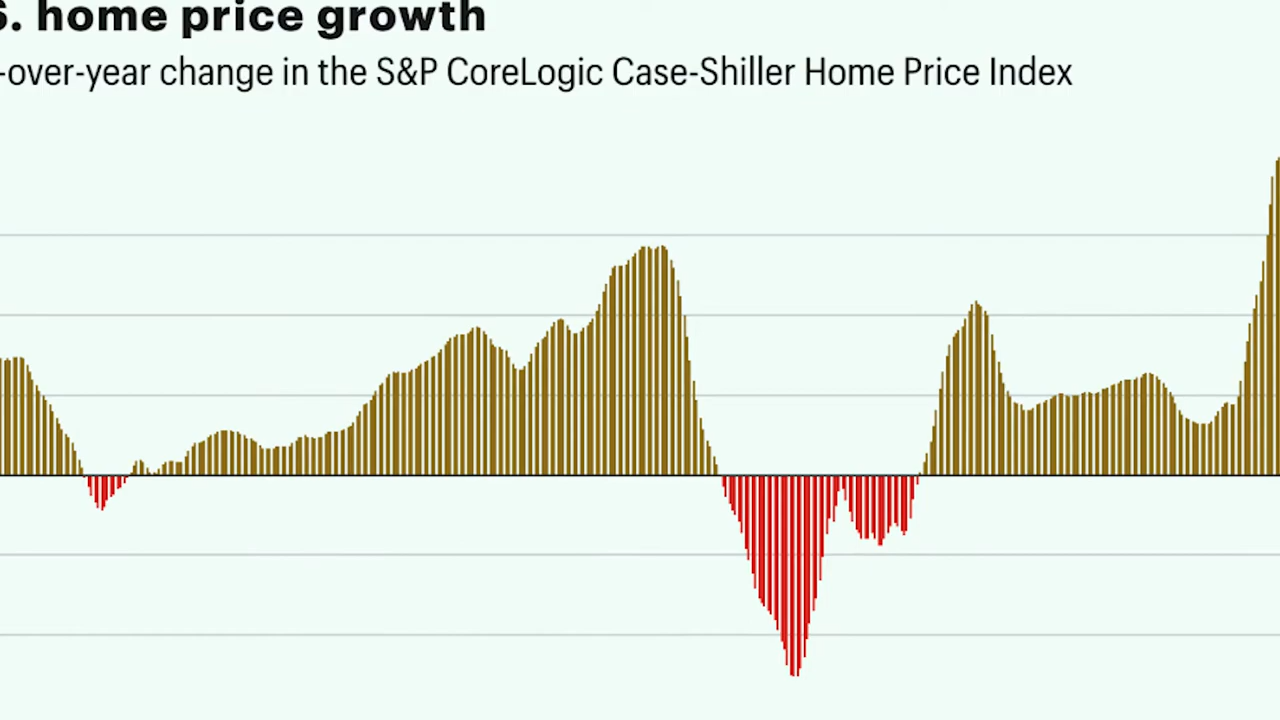 S. home price growth
-over-year change in the S&P CoreLogic Case-Shiller Home Price Index